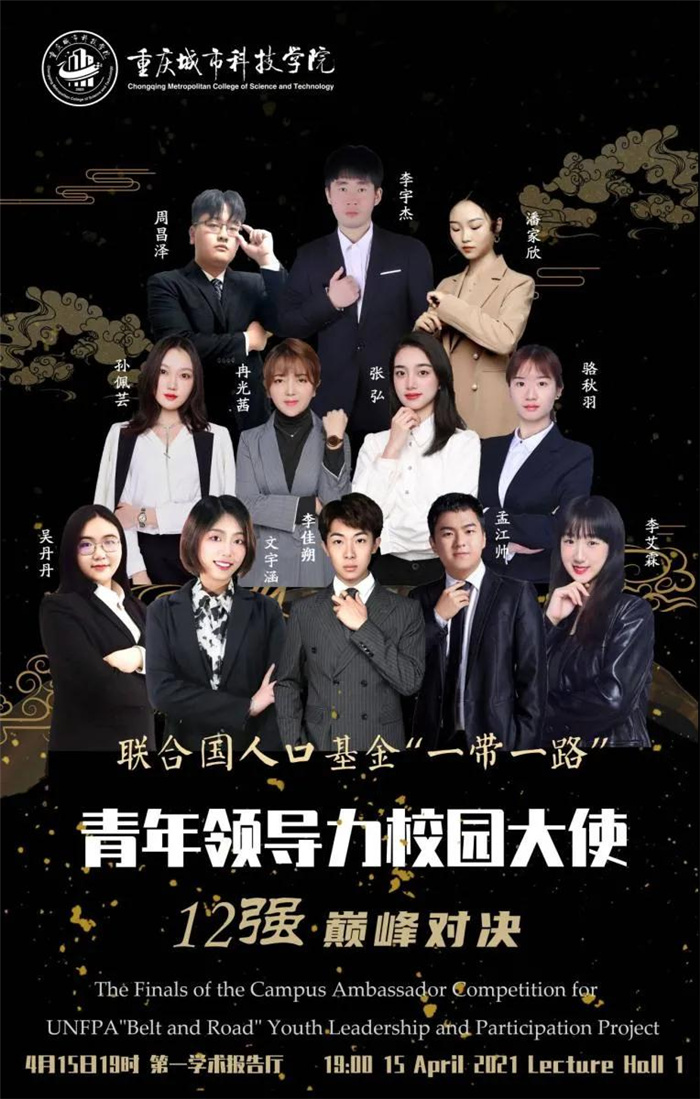 重庆城市科技学院
Chongqing Metropolitan College of Science and Technology
周昌泽
李宇杰
潘家欣
孙佩芸
冉光茜
张弘
骆秋羽
吴丹丹
文宇涵
李佳朔
孟江帅
李艾霖
联合国人口基金“一带一路”
青年领导力校园大使
12强 巅峰对决
The Finals of the Campus Ambassador Competition for
UNFPA"Belt and Road" Youth Leadership and Participation Project
4月15日19时 第一学术报告厅 19:00 15 April 2021 Lecture Hall 1